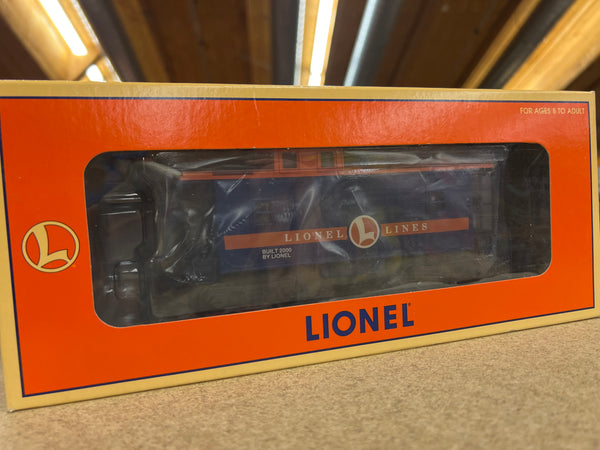 FOR AGES 8 TO ADULT
L
LIONEL L LINES
BUILT 2000
BY LIONEL
LIONEL